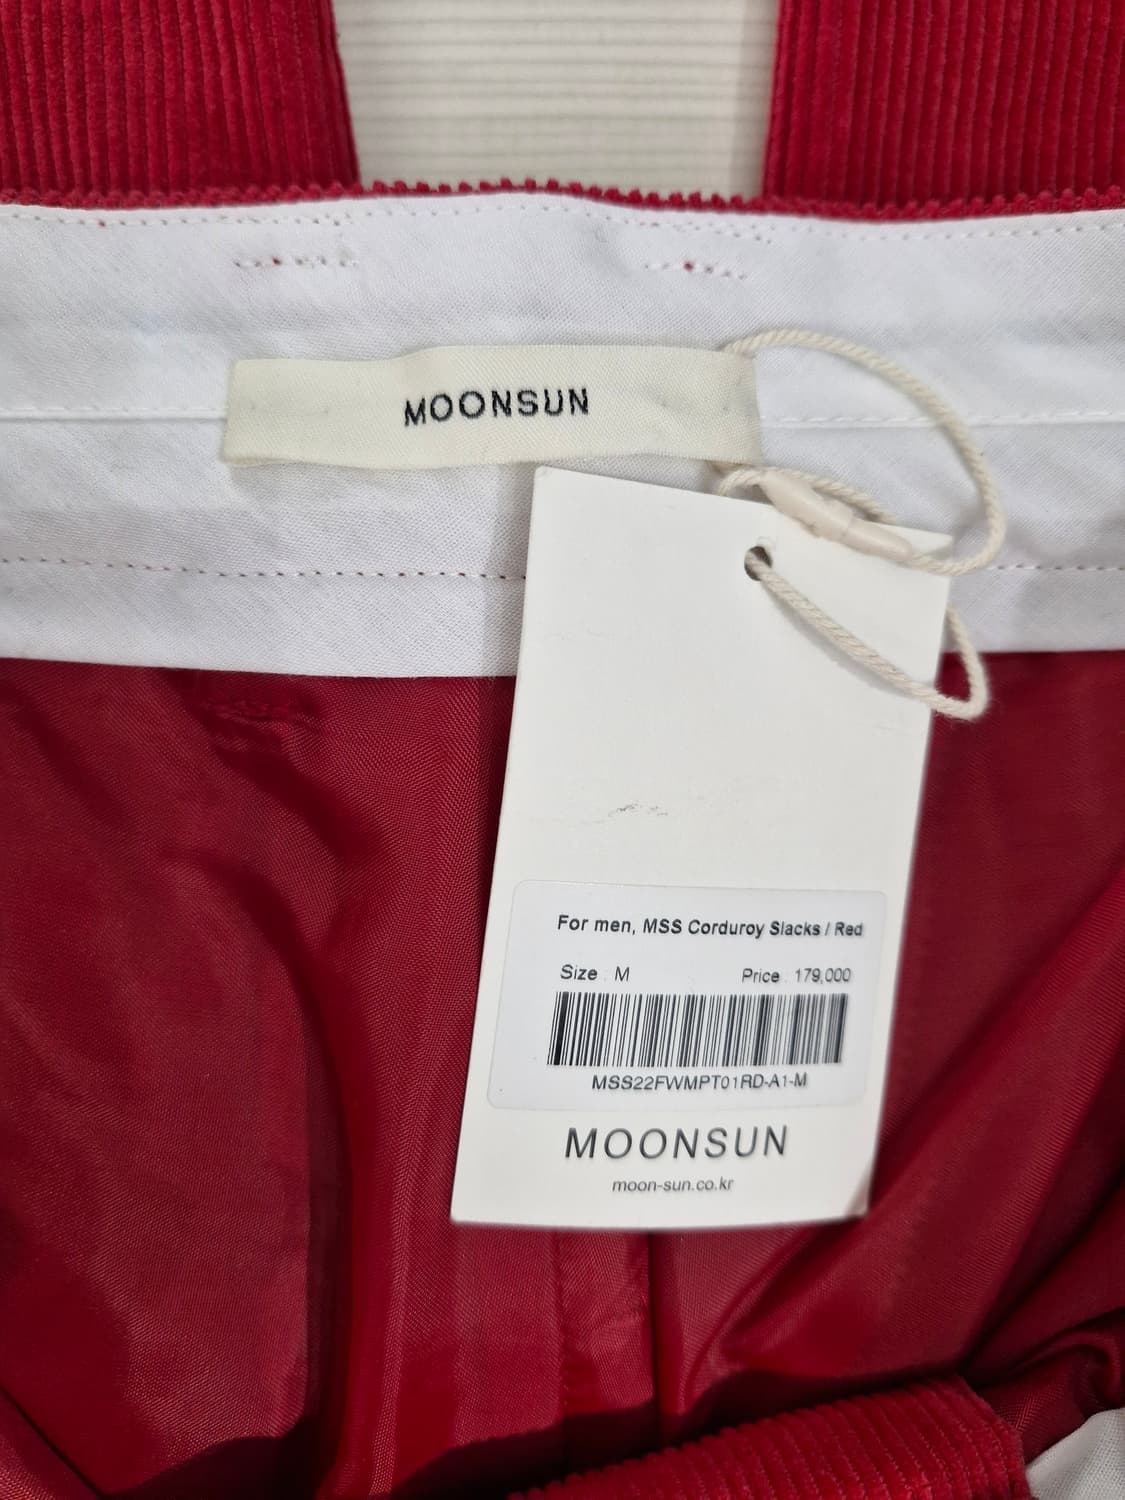 MOONSUN
For men, MSS Corduroy Slacks / Red
Size : M Price : 179,000
MSS22FWMPT01RD-A1-M
MOONSUN
moon-sun.co.kr